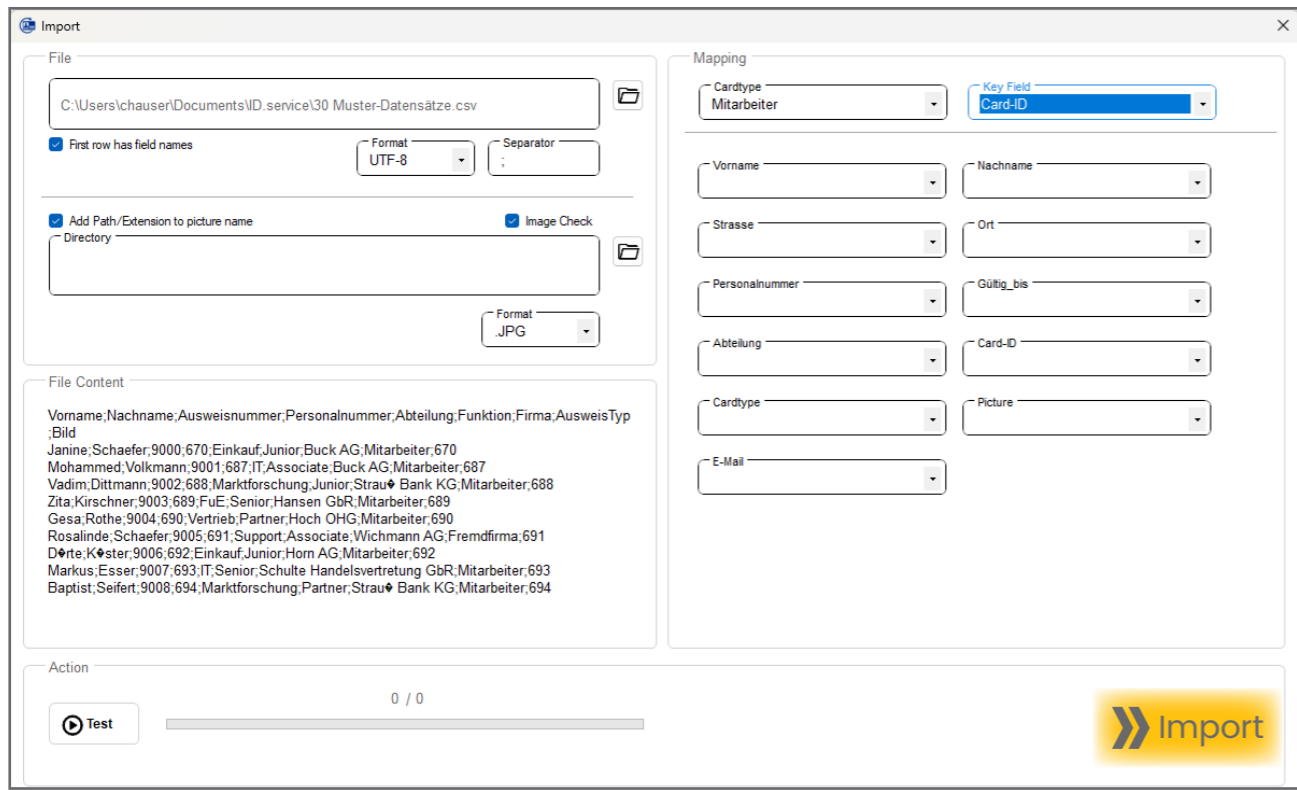 Import
File
C:\Users\chauser\Documents\ID.service\30 Muster-Datensätze.csv
First row has field names
Format
UTF-8
Separator
;
Add Path/Extension to picture name
Image Check
Directory
Format
.JPG
File Content
Vorname;Nachname;Ausweisnummer;Personalnummer;Abteilung;Funktion;Firma;AusweisTyp
;Bild
Janine;Schaefer;9000;670;Einkauf;Junior;Buck AG;Mitarbeiter;670
Mohammed;Volkmann;9001;687;IT;Associate;Buck AG;Mitarbeiter;687
Vadim;Dittmann;9002;688;Marktforschung;Junior;Strau� Bank KG;Mitarbeiter;688
Zita;Kirschner;9003;689;FuE;Senior;Hansen GbR;Mitarbeiter;689
Gesa;Rothe;9004;690;Vertrieb;Partner;Hoch OHG;Mitarbeiter;690
Rosalinde;Schaefer;9005;691;Support;Associate;Wichmann AG;Fremdfirma;691
D�rte;K�ster;9006;692;Einkauf;Junior;Horn AG;Mitarbeiter;692
Markus;Esser;9007;693;IT;Senior;Schulte Handelsvertretung GbR;Mitarbeiter;693
Baptist;Seifert;9008;694;Marktforschung;Partner;Strau� Bank KG;Mitarbeiter;694
Mapping
Cardtype
Mitarbeiter
Key Field
Card-ID
Vorname
Nachname
Strasse
Ort
Personalnummer
Gültig_bis
Abteilung
Card-ID
Cardtype
Picture
E-Mail
Action
Test
0 / 0
Import